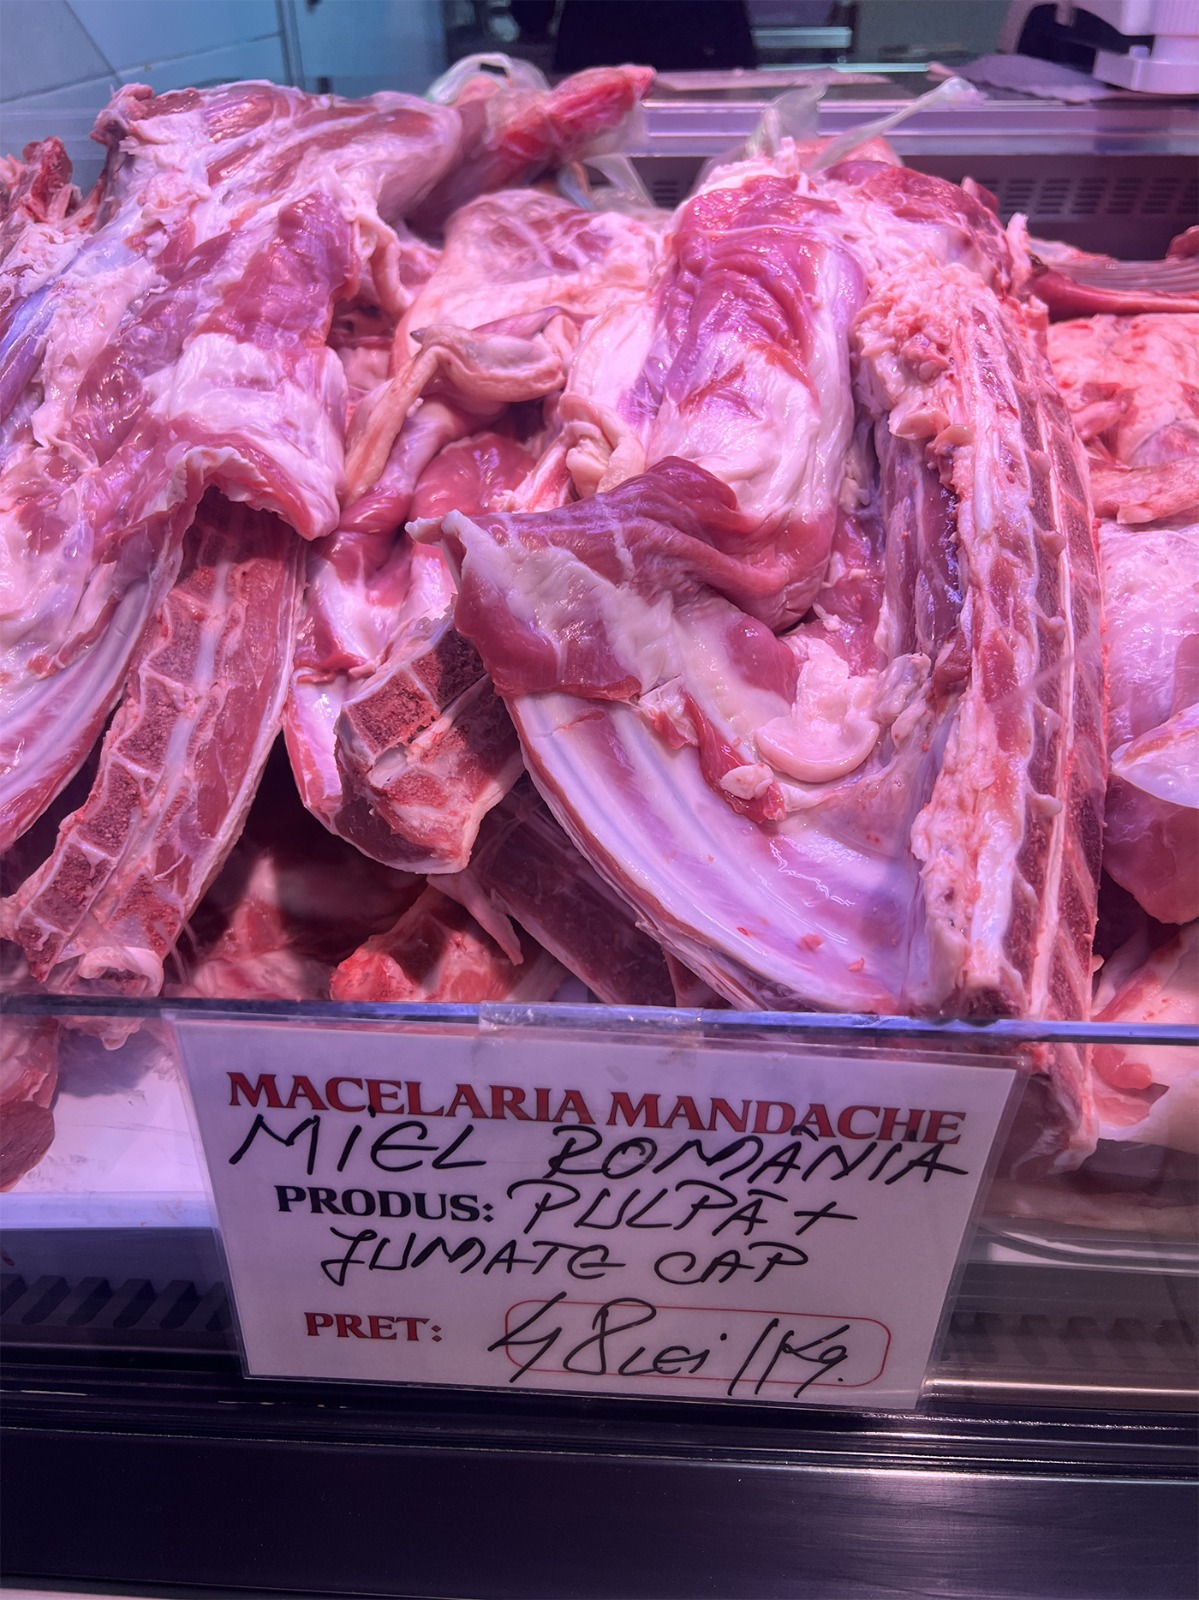 MACELARIA MANDACHE
MIEL ROMÂNIA
PRODUS: PULPĂ +
JUMATE CAP
PRET: 48 LEI / Kg.